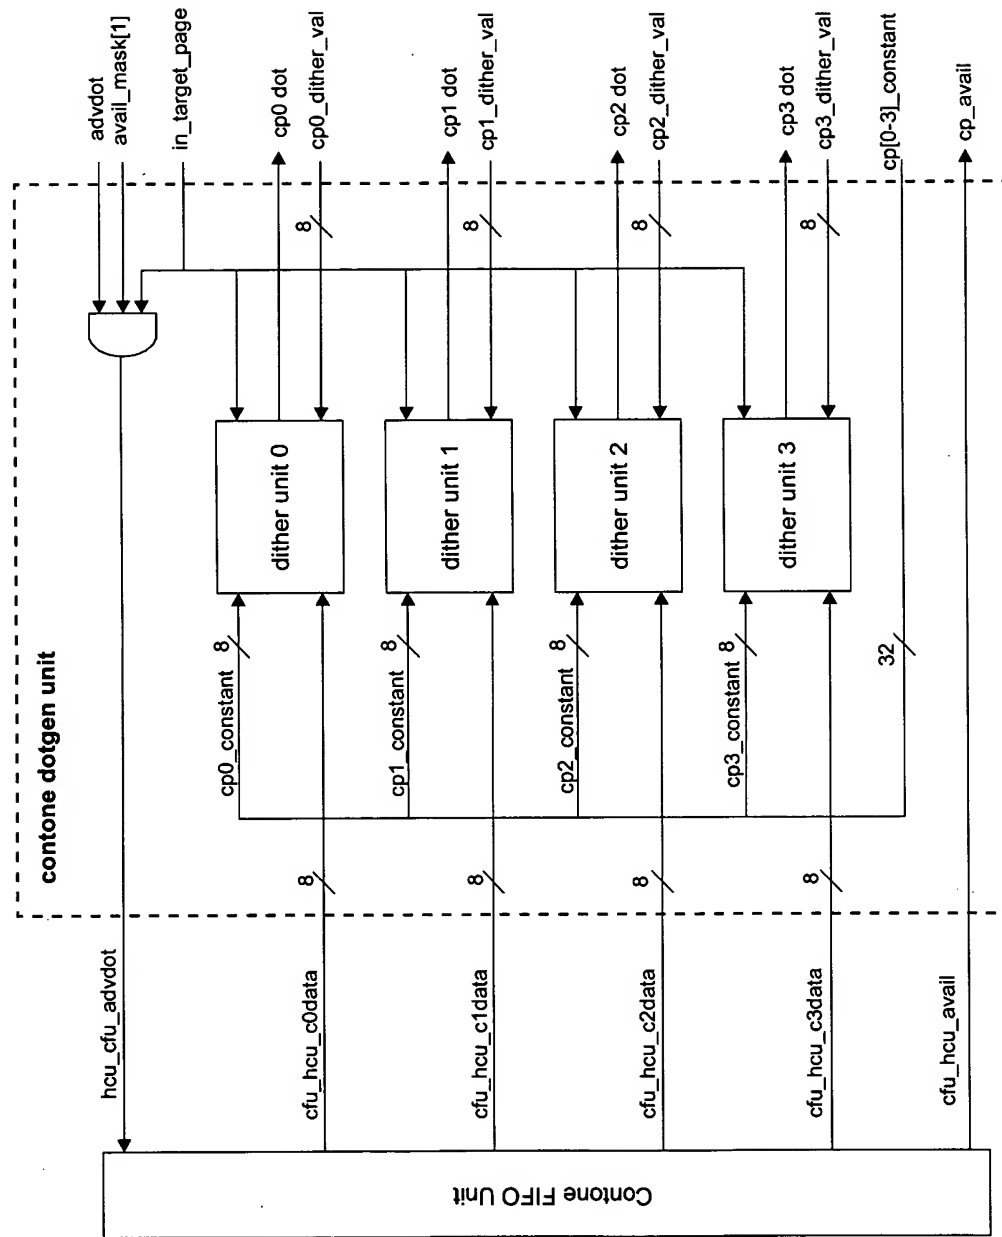 advdot
avail_mask[1]
in_target_page
cp0 dot
cp0_dither_val
cp1 dot
cp1_dither_val
cp2 dot
cp2_dither_val
cp3 dot
cp3_dither_val
cp[0-3]_constant
cp_avail
8
8
8
8
dither unit 0
dither unit 1
dither unit 2
dither unit 3
8
8
8
8
32
cp0_constant
cp1_constant
cp2_constant
cp3_constant
contone dotgen unit
8
8
8
8
hcu_cfu_advdot
cfu_hcu_c0data
cfu_hcu_c1data
cfu_hcu_c2data
cfu_hcu_c3data
cfu_hcu_avail
Contone FIFO Unit